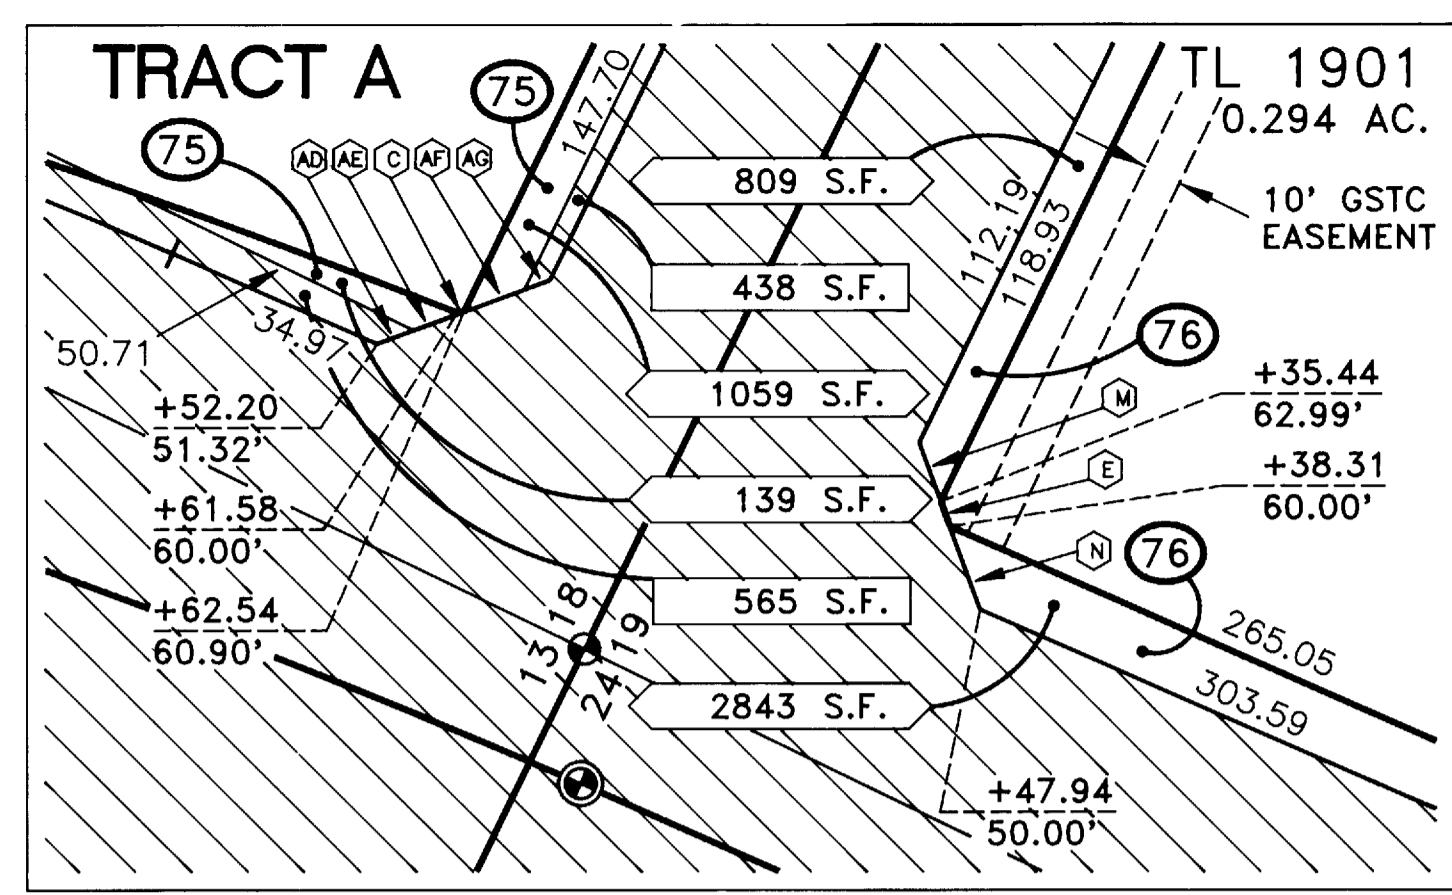 TRACT A
75
75
AD AE C AF AG
147.70
TL 1901
0.294 AC.
10' GSTC
EASEMENT
809 S.F.
438 S.F.
1059 S.F.
139 S.F.
565 S.F.
2843 S.F.
112.19
118.93
76
50.71
34.97
+52.20
51.32'
+61.58
60.00'
+62.54
60.90'
M
E
N
+35.44
62.99'
+38.31
60.00'
76
13 18
24 19
265.05
303.59
+47.94
50.00'